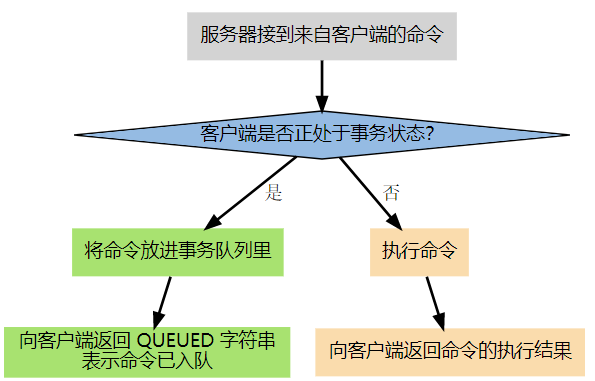 服务器接到来自客户端的命令
客户端是否正处于事务状态？
是
否
将命令放进事务队列里
执行命令
向客户端返回 QUEUED 字符串
表示命令已入队
向客户端返回命令的执行结果